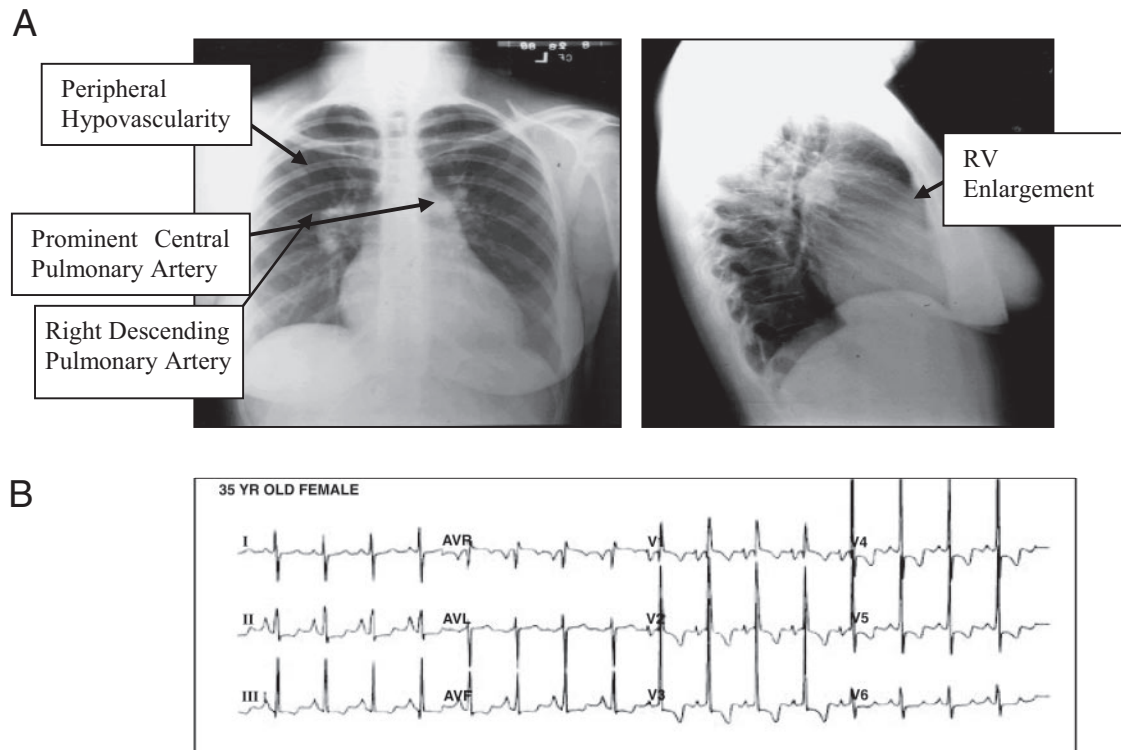 A
Peripheral
Hypovascularity
Prominent Central
Pulmonary Artery
Right Descending
Pulmonary Artery
L
RV
Enlargement
B
35 YR OLD FEMALE
I
AVR
V1
V4
II
AVL
V2
V5
III
AVF
V3
V6